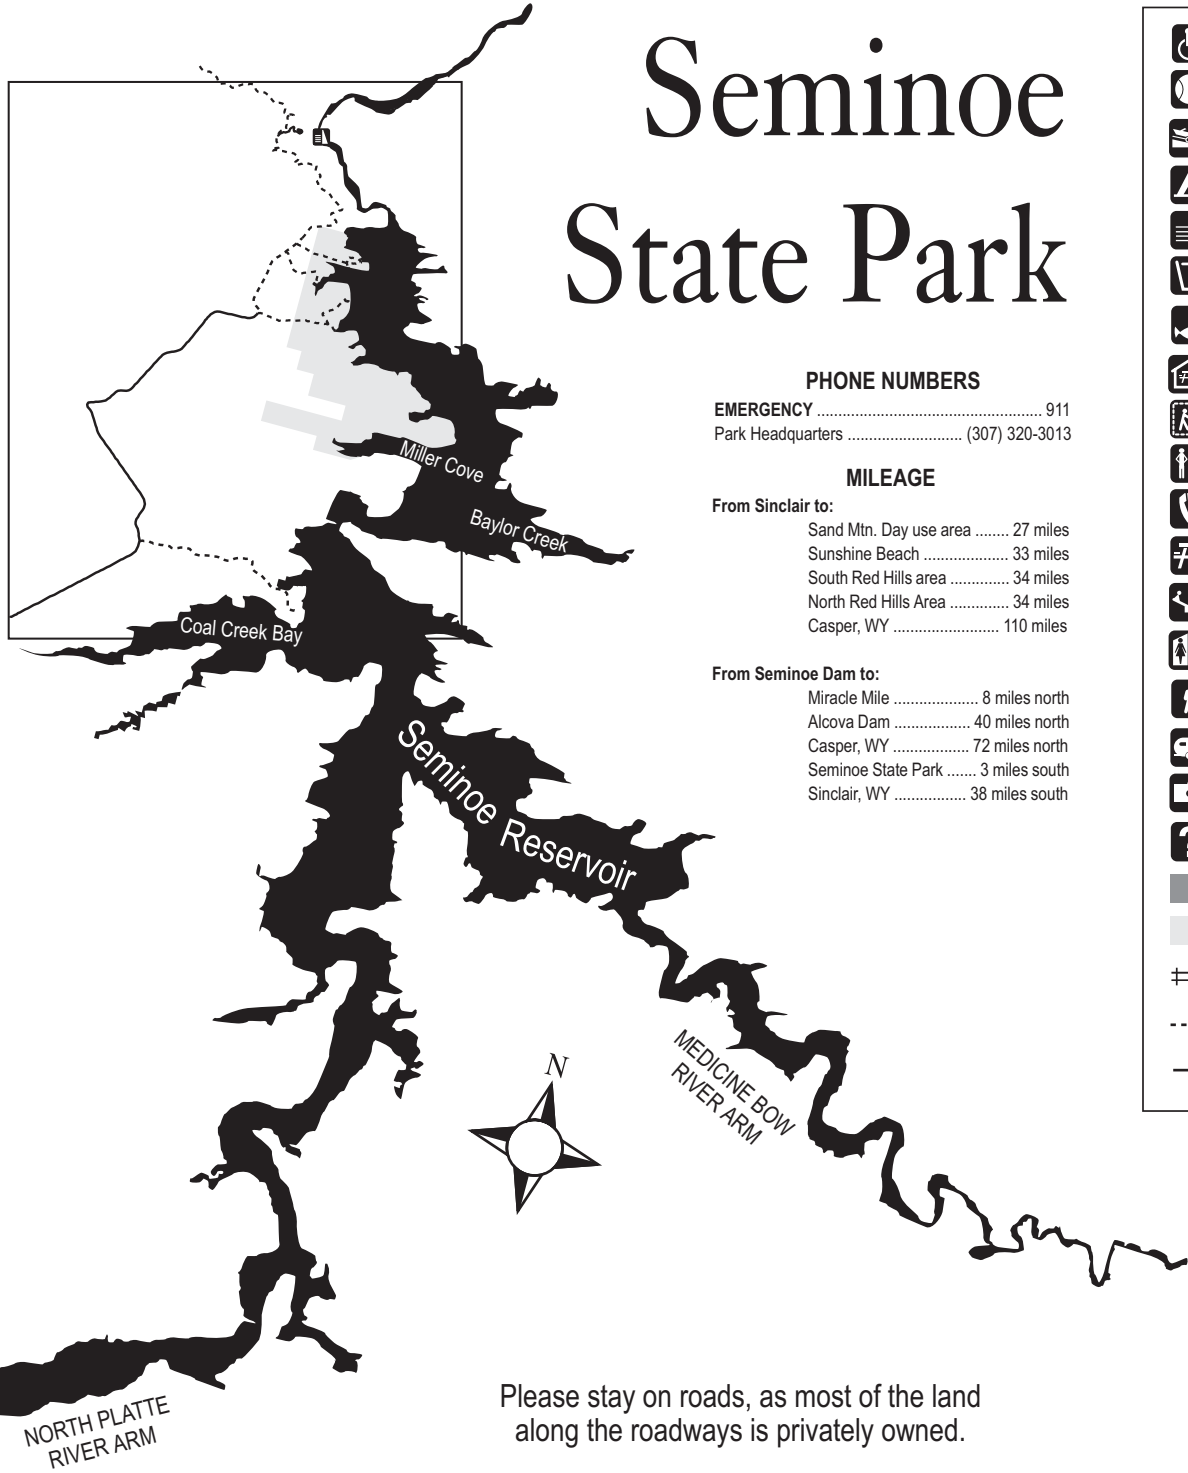 Seminoe
State Park
PHONE NUMBERS
EMERGENCY ...................................................... 911
Park Headquarters ........................... (307) 320-3013
MILEAGE
From Sinclair to:
Sand Mtn. Day use area ........ 27 miles
Sunshine Beach .................... 33 miles
South Red Hills area .............. 34 miles
North Red Hills Area .............. 34 miles
Casper, WY ......................... 110 miles
From Seminoe Dam to:
Miracle Mile .................... 8 miles north
Alcova Dam .................. 40 miles north
Casper, WY .................. 72 miles north
Seminoe State Park ....... 3 miles south
Sinclair, WY ................. 38 miles south
Miller Cove
Baylor Creek
Coal Creek Bay
Seminoe Reservoir
MEDICINE BOW
RIVER ARM
N
NORTH PLATTE
RIVER ARM
Please stay on roads, as most of the land
along the roadways is privately owned.